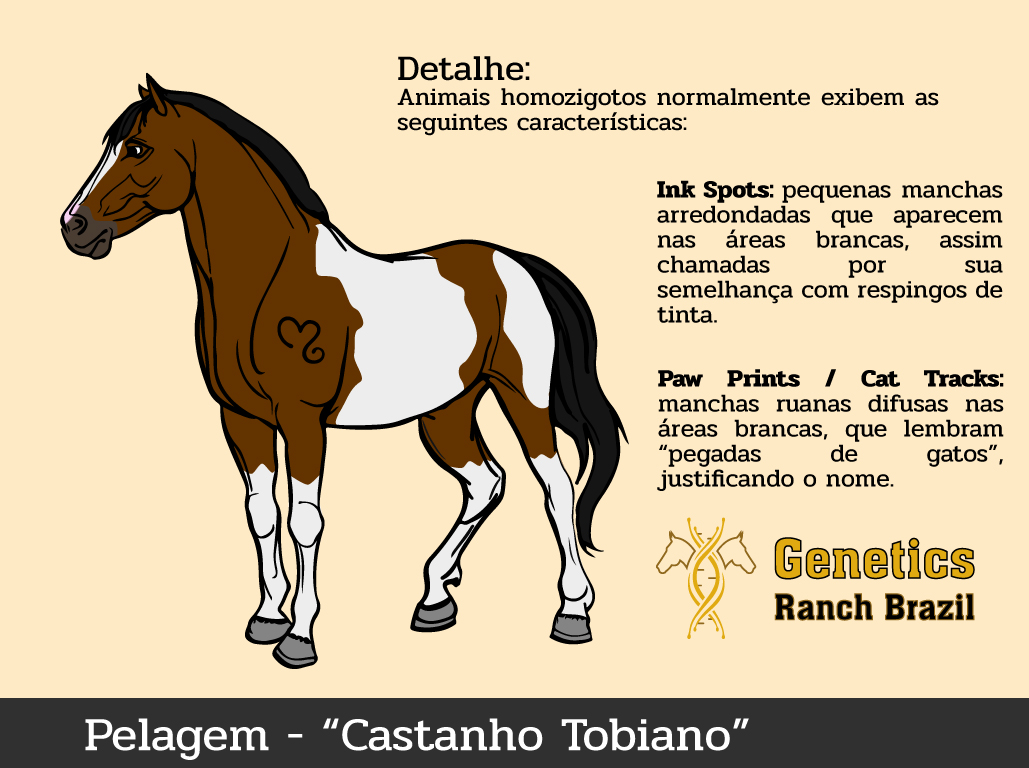 Detalhe:
Animais homozigotos normalmente exibem as
seguintes características:
Ink Spots: pequenas manchas
arredondadas que aparecem
nas áreas brancas, assim
chamadas por sua
semelhança com respingos de
tinta.
Paw Prints / Cat Tracks:
manchas ruanas difusas nas
áreas brancas, que lembram
“pegadas de gatos”,
justificando o nome.
Genetics
Ranch Brazil
Pelagem - “Castanho Tobiano”